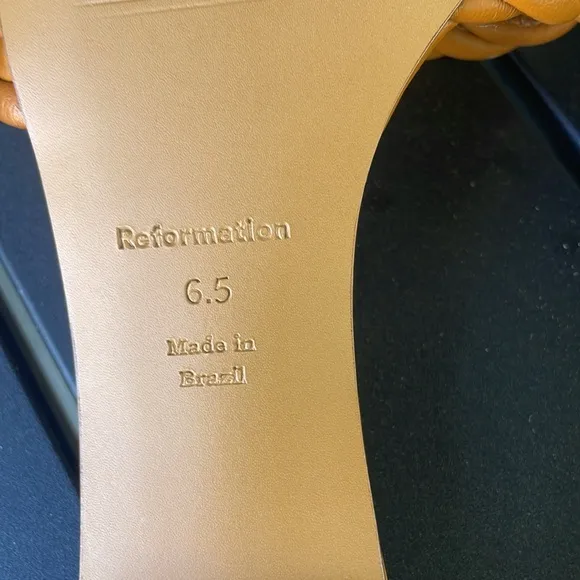 Reformation
6.5
Made in
Brazil